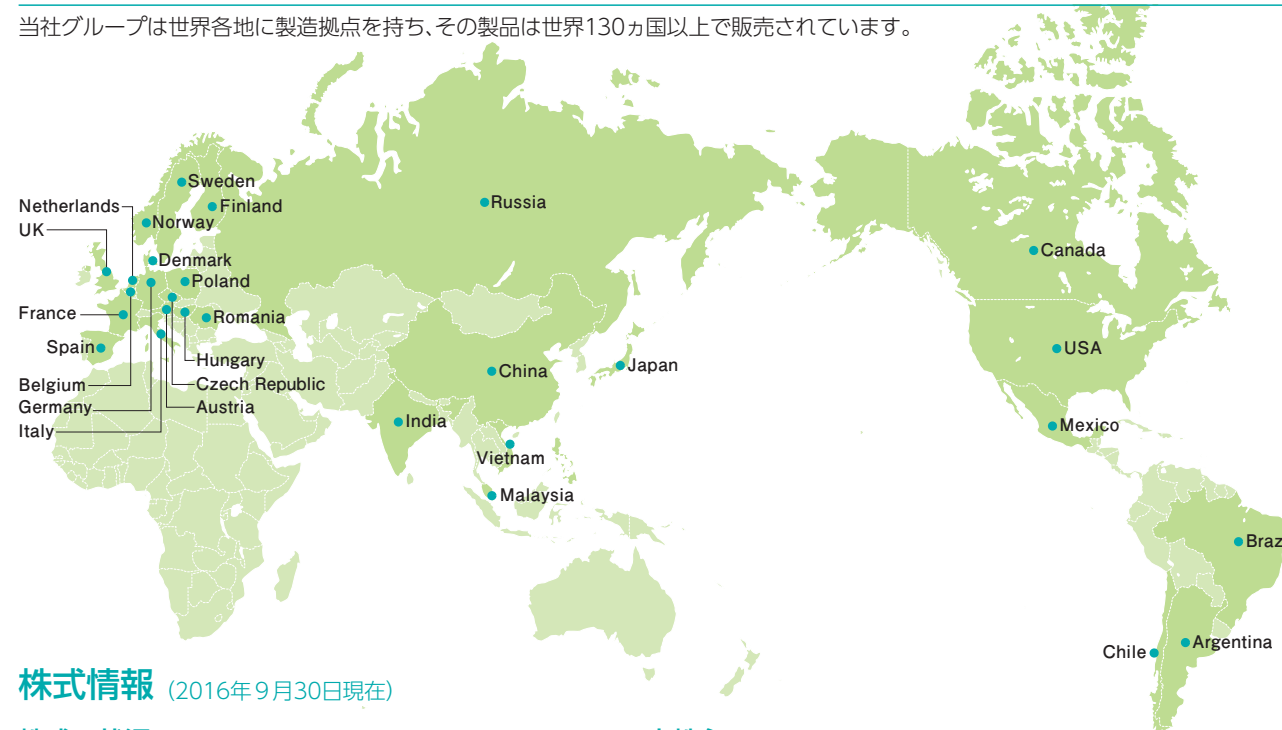 当社グループは世界各地に製造拠点を持ち、その製品は世界130ヵ国以上で販売されています。
Sweden
Netherlands
Finland
Russia
UK
Norway
Canada
Denmark
Poland
France
Romania
Spain
USA
Hungary
Japan
China
Belgium
Czech Republic
Germany
Austria
India
Mexico
Italy
Vietnam
Malaysia
Braz
Argentina
Chile
株式情報 (2016年9月30日現在)